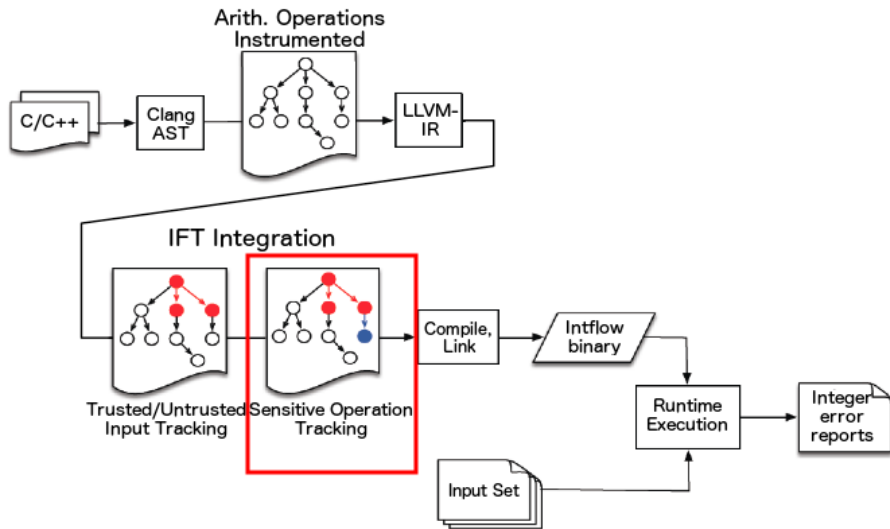 Arith. Operations
Instrumented
C/C++
Clang
AST
LLVM-
IR
IFT Integration
Trusted/Untrusted
Input Tracking
Sensitive Operation
Tracking
Compile,
Link
Intflow
binary
Runtime
Execution
Integer
error
reports
Input Set